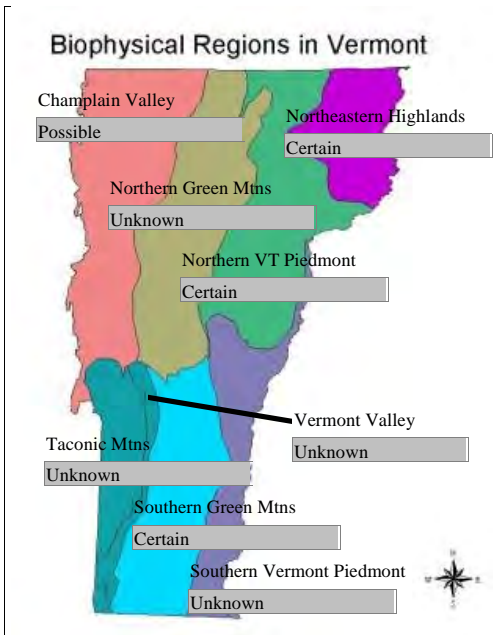 Biophysical Regions in Vermont
Champlain Valley
Possible
Northeastern Highlands
Certain
Northern Green Mtns
Unknown
Northern VT Piedmont
Certain
Vermont Valley
Unknown
Taconic Mtns
Unknown
Southern Green Mtns
Certain
Southern Vermont Piedmont
Unknown